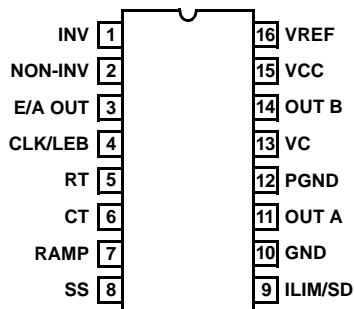 INV 1 16 VREF
NON-INV 2 15 VCC
E/A OUT 3 14 OUT B
CLK/LEB 4 13 VC
RT 5 12 PGND
CT 6 11 OUT A
RAMP 7 10 GND
SS 8 9 ILIM/SD